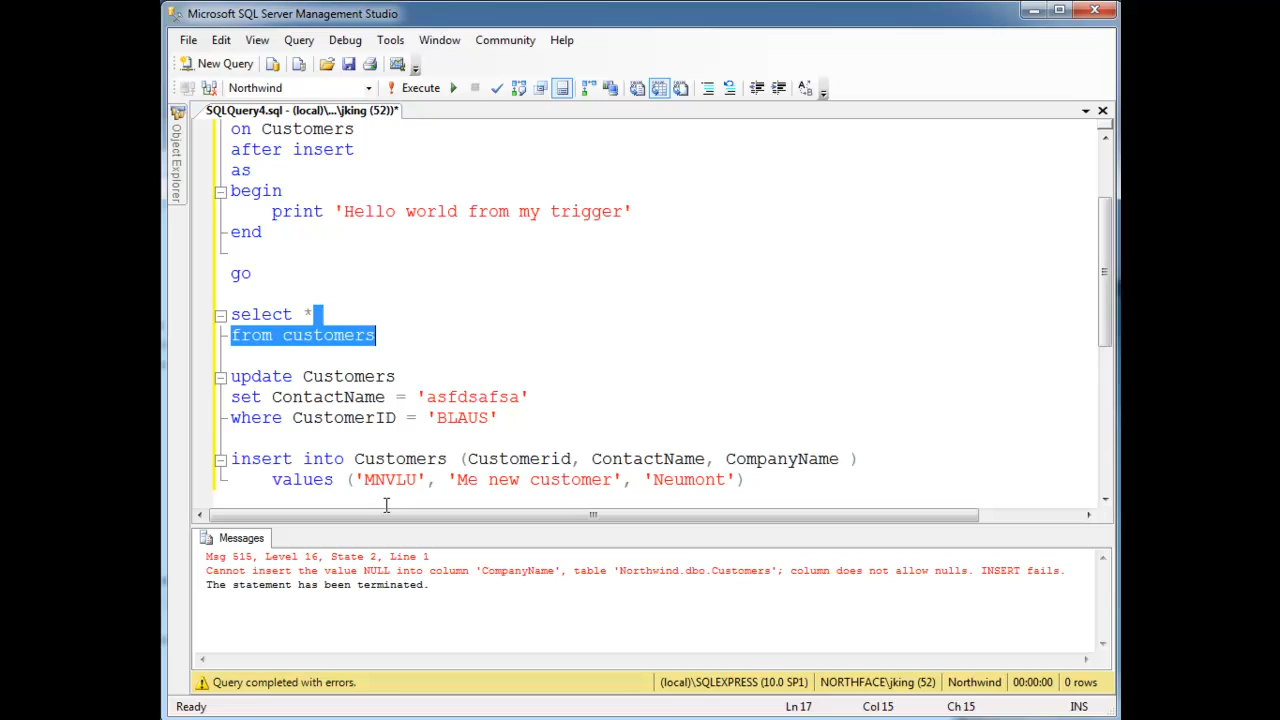 Microsoft SQL Server Management Studio
File Edit View Query Debug Tools Window Community Help
New Query
Northwind Execute
SQLQuery4.sql - (local)\...\jking (52))*
Object Explorer
on Customers
after insert
as
begin
print 'Hello world from my trigger'
end
go
select *
from customers
update Customers
set ContactName = 'asfdsafsa'
where CustomerID = 'BLAUS'
insert into Customers (Customerid, ContactName, CompanyName )
values ('MNVLU', 'Me new customer', 'Neumont')
Messages
Msg 515, Level 16, State 2, Line 1
Cannot insert the value NULL into column 'CompanyName', table 'Northwind.dbo.Customers'; column does not allow nulls. INSERT fails.
The statement has been terminated.
Query completed with errors. (local)\SQLEXPRESS (10.0 SP1) NORTHFACE\jking (52) Northwind 00:00:00 0 rows
Ready Ln 17 Col 15 Ch 15 INS